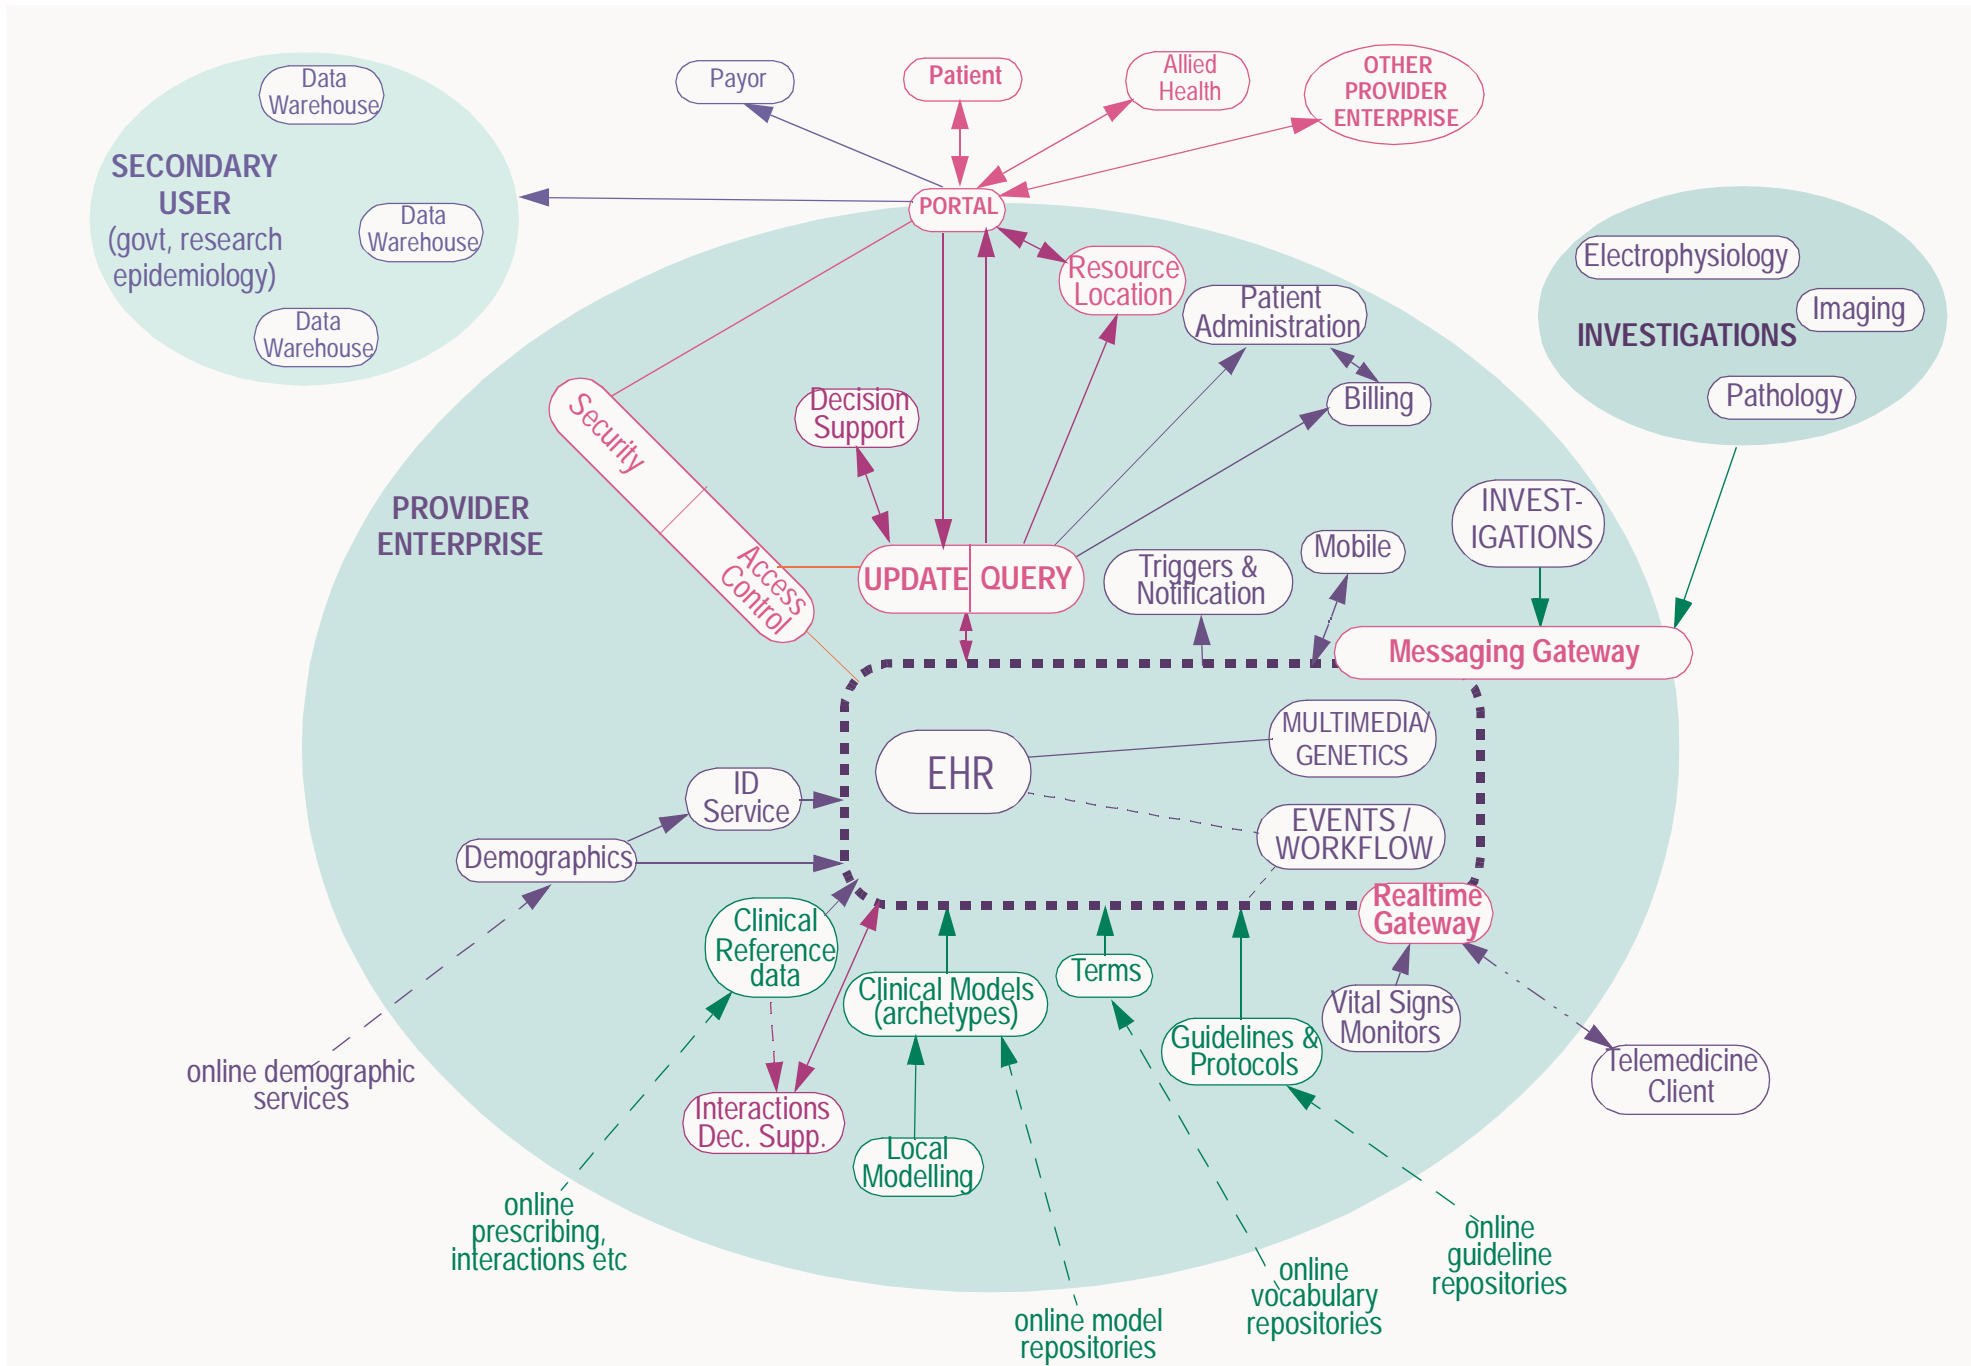 Data
Warehouse
SECONDARY
USER
(govt, research
epidemiology)
Data
Warehouse
Data
Warehouse
Payor
Patient
Allied
Health
OTHER
PROVIDER
ENTERPRISE
PORTAL
Resource
Location
Patient
Administration
Billing
Electrophysiology
Imaging
INVESTIGATIONS
Pathology
Security
Access
Control
Decision
Support
PROVIDER
ENTERPRISE
UPDATE
QUERY
Triggers &
Notification
Mobile
INVEST-
IGATIONS
Messaging Gateway
EHR
MULTIMEDIA/
GENETICS
EVENTS /
WORKFLOW
ID
Service
Demographics
Realtime
Gateway
Clinical
Reference
data
Clinical Models
(archetypes)
Terms
Guidelines &
Protocols
Vital Signs
Monitors
Telemedicine
Client
online demographic
services
Interactions
Dec. Supp.
Local
Modelling
online
prescribing,
interactions etc
online model
repositories
online
vocabulary
repositories
online
guideline
repositories